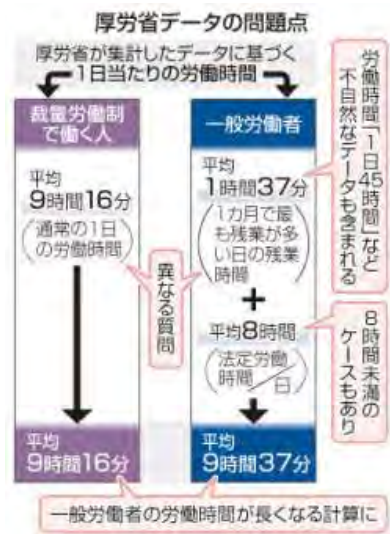 厚労省データの問題点
厚労省が集計したデータに基づく
1日当たりの労働時間
裁量労働制
で働く人
平均
9時間16分
(通常の1日
の労働時間)
平均
9時間16分
一般労働者
平均
1時間37分
(1カ月で最
も残業が多
い日の残業
時間)
+
平均8時間
(法定労働
時間/日)
平均
9時間37分
異なる質問
労働時間「1日45時間」など
不自然なデータも含まれる
8時間未満の
ケースもあり
一般労働者の労働時間が長くなる計算に